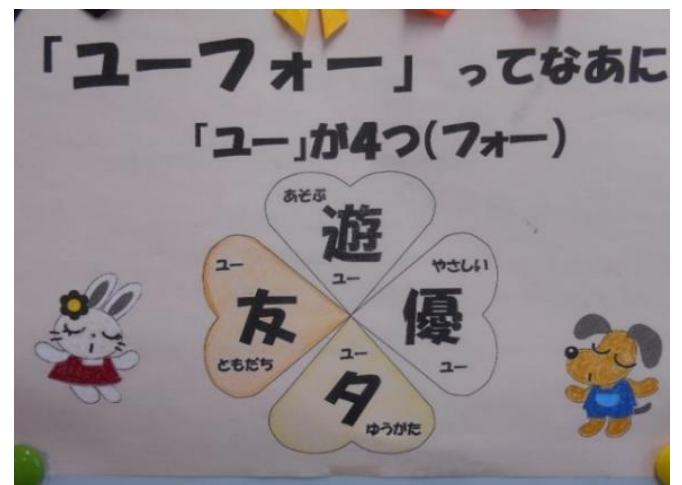 「ユーフォー」ってなあに
「ユー」が4つ(フォー)
あそぶ
遊
ユー
ユー
友
ともだち
やさしい
優
ユー
ユー
夕
ゆうがた